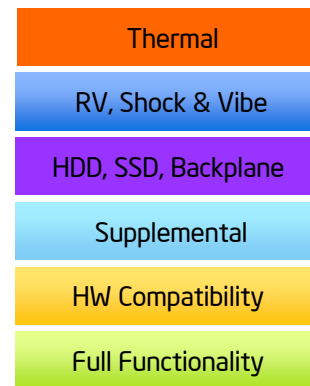 Thermal
RV, Shock & Vibe
HDD, SSD, Backplane
Supplemental
HW Compatibility
Full Functionality